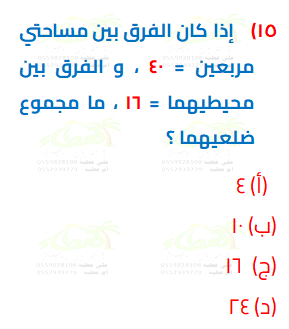 ١٥) إذا كان الفرق بين مساحتي
مربعين = ٤٠ ، و الفرق بين
محيطيهما = ١٦ ، ما مجموع
ضلعيهما ؟
(أ) ٤
(ب) ١٠
(ج) ١٦
(د) ٢٤